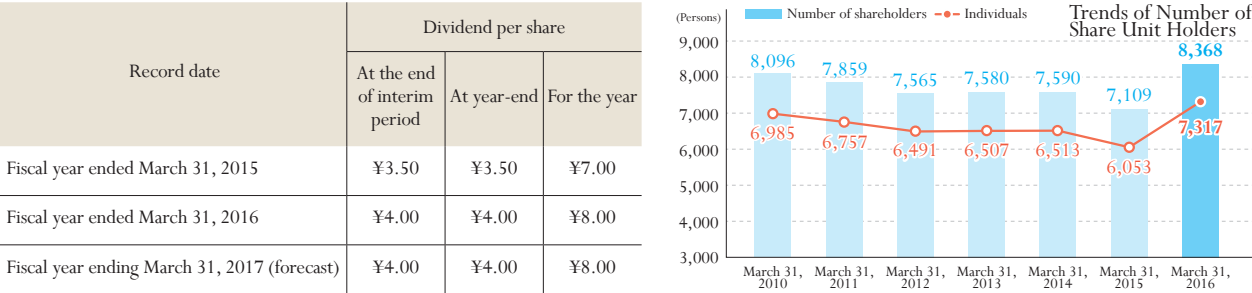 Record date
Dividend per share
At the end
of interim
period
At year-end
For the year
Fiscal year ended March 31, 2015
¥3.50
¥3.50
¥7.00
Fiscal year ended March 31, 2016
¥4.00
¥4.00
¥8.00
Fiscal year ending March 31, 2017 (forecast)
¥4.00
¥4.00
¥8.00
(Persons)
Number of shareholders
Individuals
Trends of Number of
Share Unit Holders
9,000
8,000
7,000
6,000
5,000
4,000
3,000
8,096
7,859
7,565
7,580
7,590
7,109
8,368
6,985
6,757
6,491
6,507
6,513
6,053
7,317
March 31,
2010
March 31,
2011
March 31,
2012
March 31,
2013
March 31,
2014
March 31,
2015
March 31,
2016